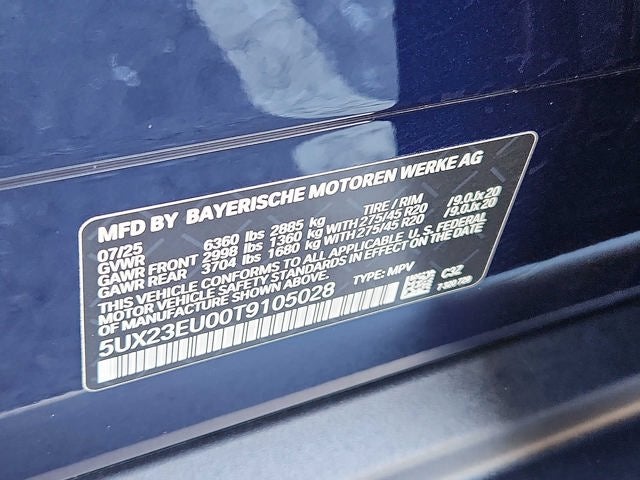 MFD BY BAYERISCHE MOTOREN WERKE AG
07/25 TIRE / RIM
GVWR 6360 lbs 2885 kg
GAWR FRONT 2998 lbs 1360 kg WITH 275/45 R20 /9.0Jx20
GAWR REAR 3704 lbs 1680 kg WITH 275/45 R20 /9.0Jx20
THIS VEHICLE CONFORMS TO ALL APPLICABLE U.S. FEDERAL
MOTOR VEHICLE SAFETY STANDARDS IN EFFECT ON THE DATE
OF MANUFACTURE SHOWN ABOVE.
5UX23EU00T9105028 TYPE: MPV C3Z